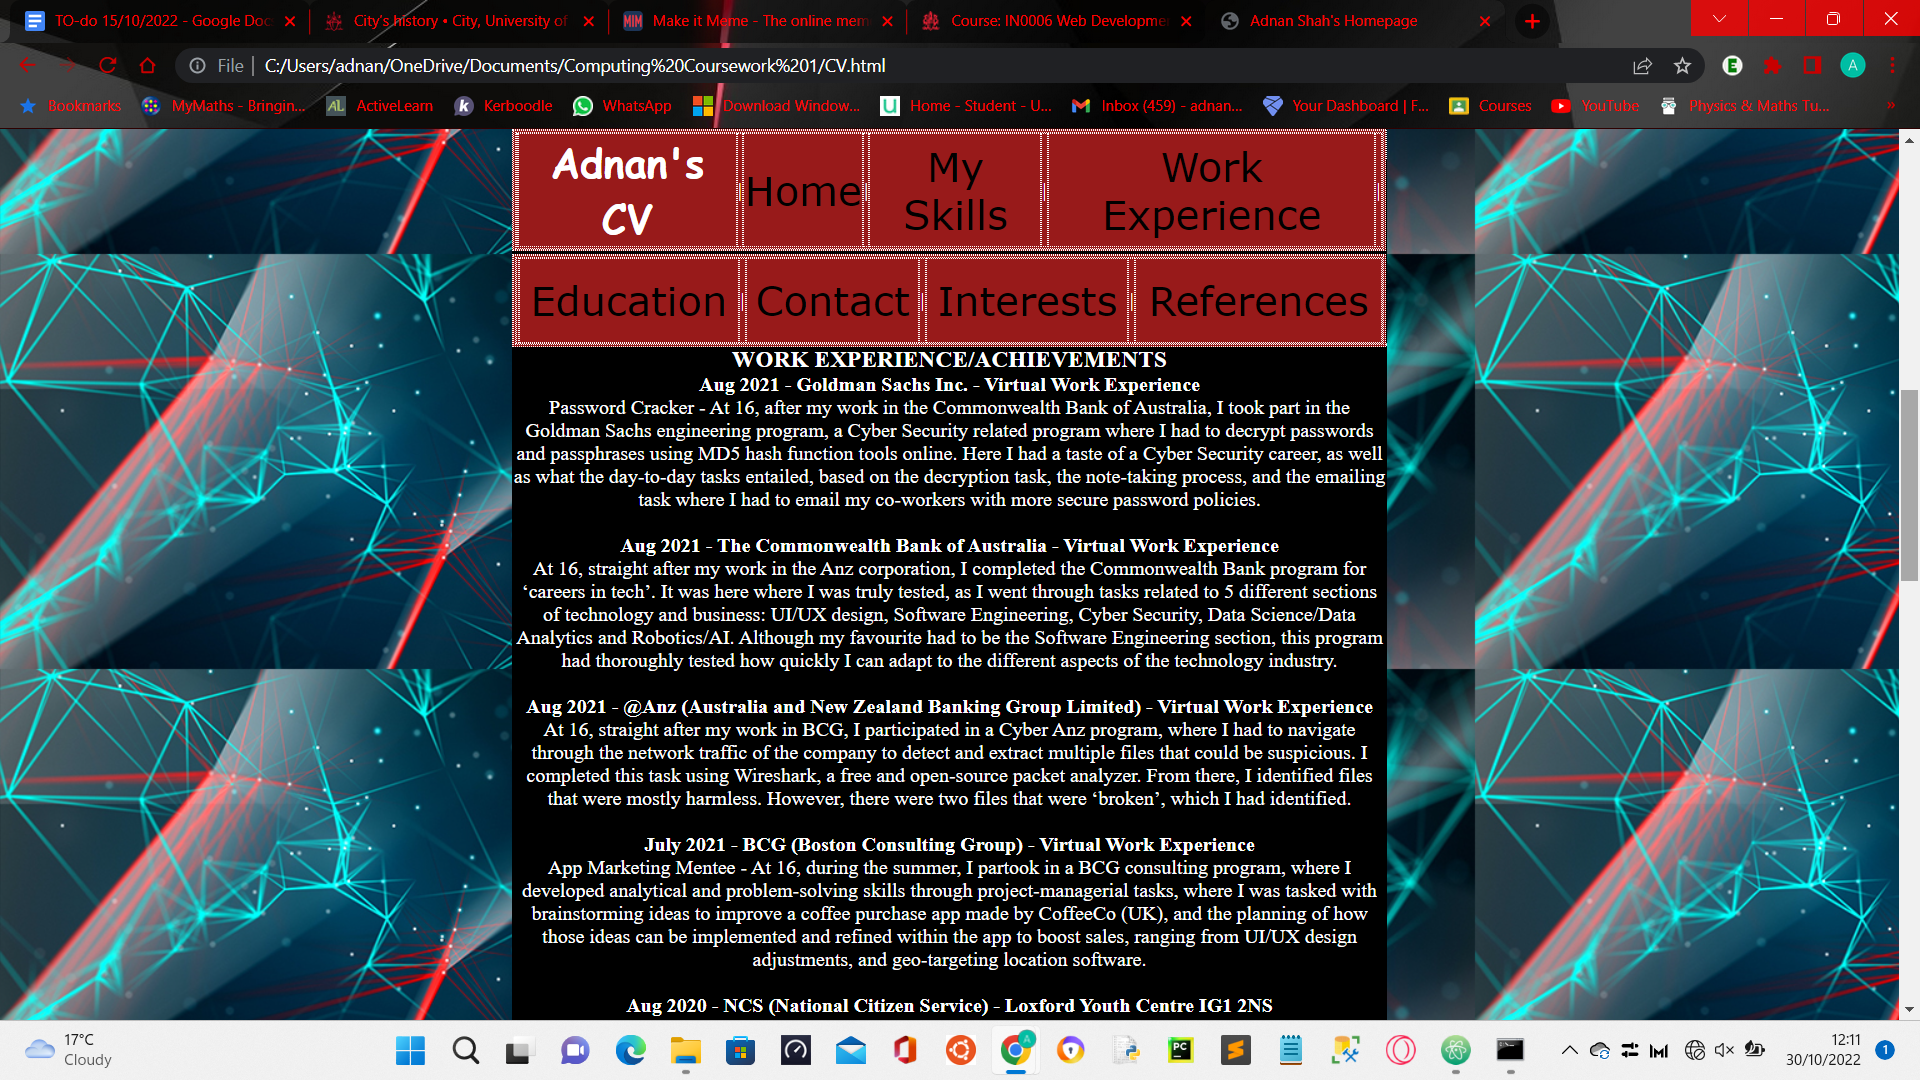 TO-do 15/10/2022 - Google Doc
City's history • City, University of
Make it Meme - The online mem
Course: IN0006 Web Developme
Adnan Shah's Homepage
File
C:/Users/adnan/OneDrive/Documents/Computing%20Coursework%201/CV.html
A
Bookmarks
MyMaths - Bringin...
ActiveLearn
Kerboodle
WhatsApp
Download Window...
Home - Student - U...
Inbox (459) - adnan...
Your Dashboard | F...
Courses
YouTube
Physics & Maths Tu...
»
Adnan's
CV
Home
My
Skills
Work
Experience
Education
Contact
Interests
References
WORK EXPERIENCE/ACHIEVEMENTS
Aug 2021 - Goldman Sachs Inc. - Virtual Work Experience
Password Cracker - At 16, after my work in the Commonwealth Bank of Australia, I took part in the
Goldman Sachs engineering program, a Cyber Security related program where I had to decrypt passwords
and passphrases using MD5 hash function tools online. Here I had a taste of a Cyber Security career, as well
as what the day-to-day tasks entailed, based on the decryption task, the note-taking process, and the emailing
task where I had to email my co-workers with more secure password policies.
Aug 2021 - The Commonwealth Bank of Australia - Virtual Work Experience
At 16, straight after my work in the Anz corporation, I completed the Commonwealth Bank program for
‘careers in tech’. It was here where I was truly tested, as I went through tasks related to 5 different sections
of technology and business: UI/UX design, Software Engineering, Cyber Security, Data Science/Data
Analytics and Robotics/AI. Although my favourite had to be the Software Engineering section, this program
had thoroughly tested how quickly I can adapt to the different aspects of the technology industry.
Aug 2021 - @Anz (Australia and New Zealand Banking Group Limited) - Virtual Work Experience
At 16, straight after my work in BCG, I participated in a Cyber Anz program, where I had to navigate
through the network traffic of the company to detect and extract multiple files that could be suspicious. I
completed this task using Wireshark, a free and open-source packet analyzer. From there, I identified files
that were mostly harmless. However, there were two files that were ‘broken’, which I had identified.
July 2021 - BCG (Boston Consulting Group) - Virtual Work Experience
App Marketing Mentee - At 16, during the summer, I partook in a BCG consulting program, where I
developed analytical and problem-solving skills through project-managerial tasks, where I was tasked with
brainstorming ideas to improve a coffee purchase app made by CoffeeCo (UK), and the planning of how
those ideas can be implemented and refined within the app to boost sales, ranging from UI/UX design
adjustments, and geo-targeting location software.
Aug 2020 - NCS (National Citizen Service) - Loxford Youth Centre IG1 2NS
17°C
Cloudy
12:11
30/10/2022
1